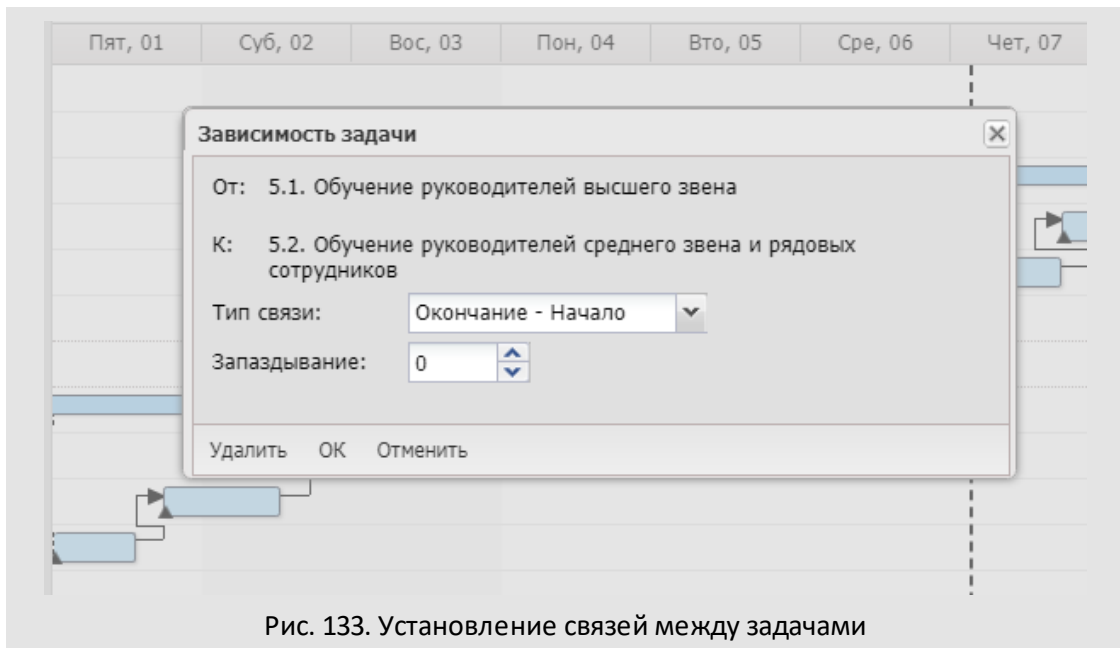 Пят, 01 Суб, 02 Вос, 03 Пон, 04 Вто, 05 Сре, 06 Чет, 07
Зависимость задачи
От: 5.1. Обучение руководителей высшего звена
К: 5.2. Обучение руководителей среднего звена и рядовых
сотрудников
Тип связи: Окончание - Начало
Запаздывание: 0
Удалить ОК Отменить
Рис. 133. Установление связей между задачами